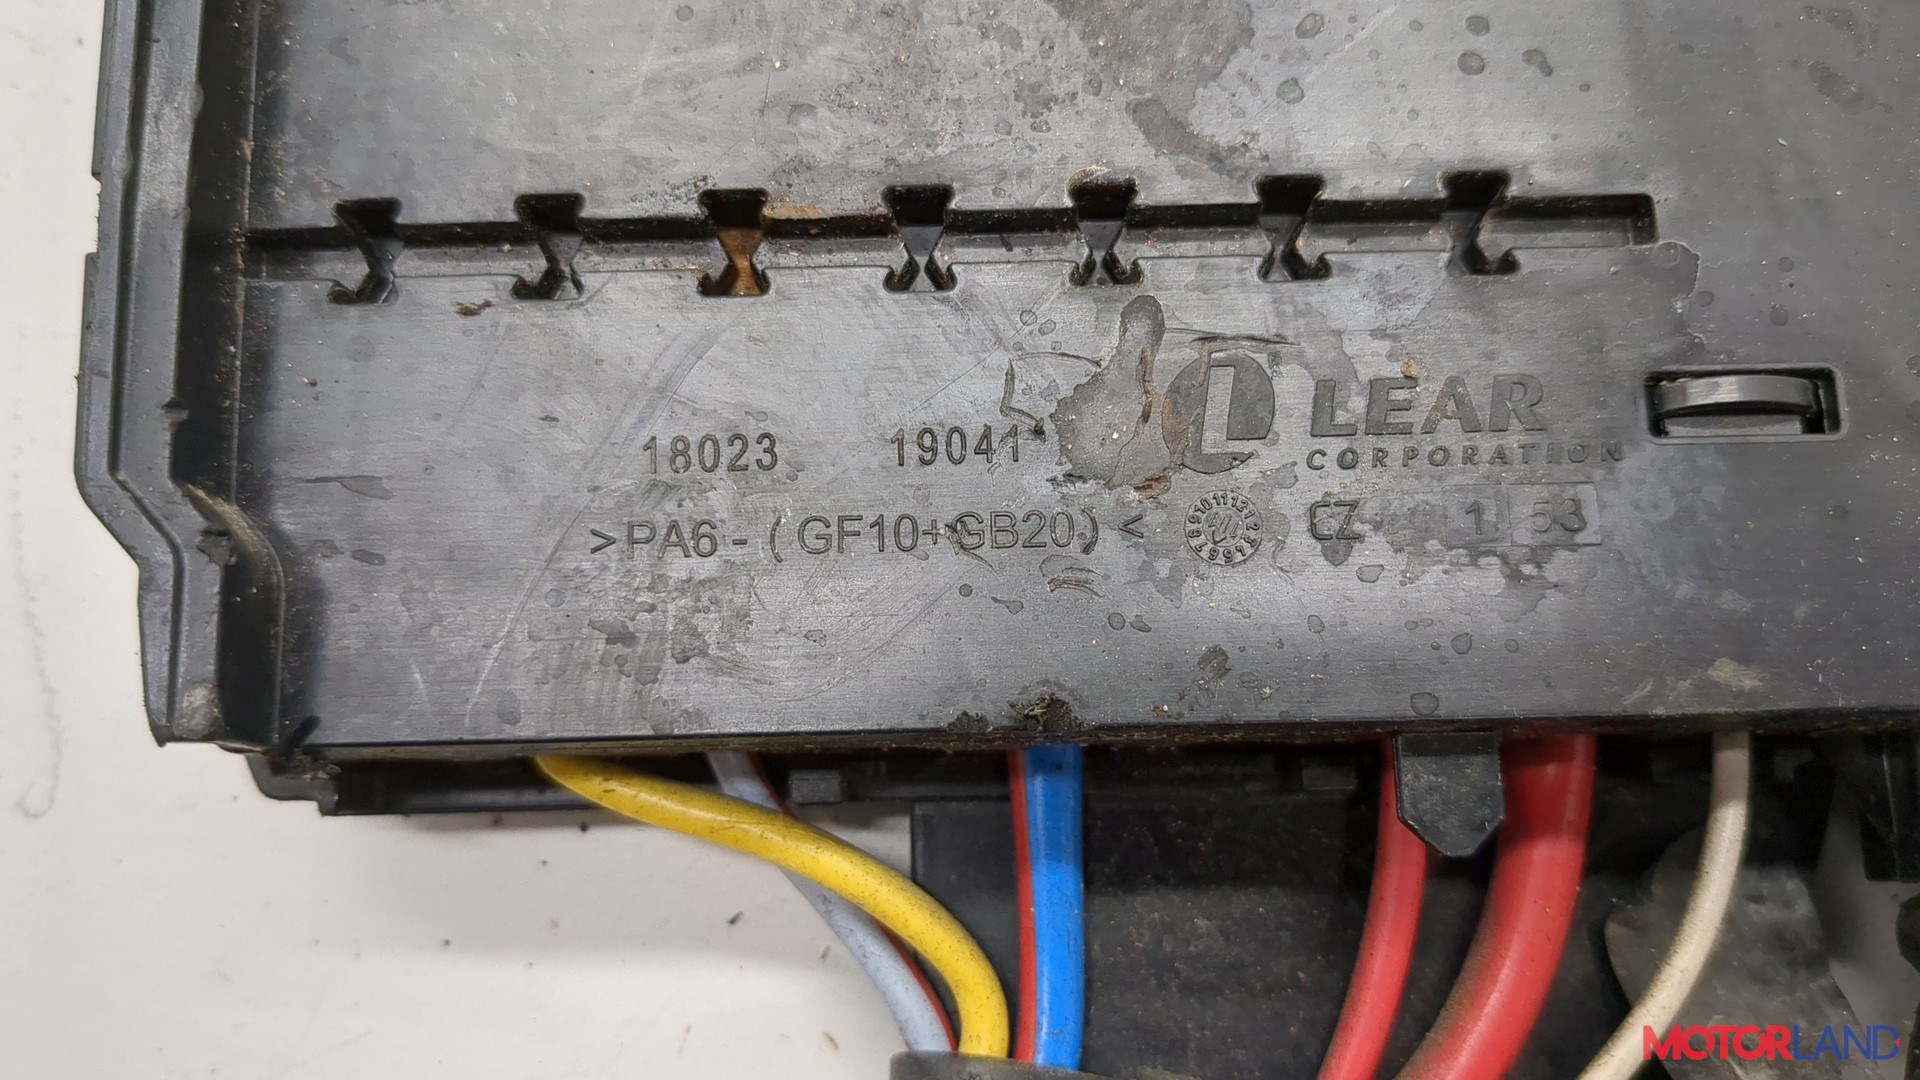 LEAR
CORPORATION
18023 19041
>PA6-(GF10+GB20)<
CZ 1 53
MOTORLAND